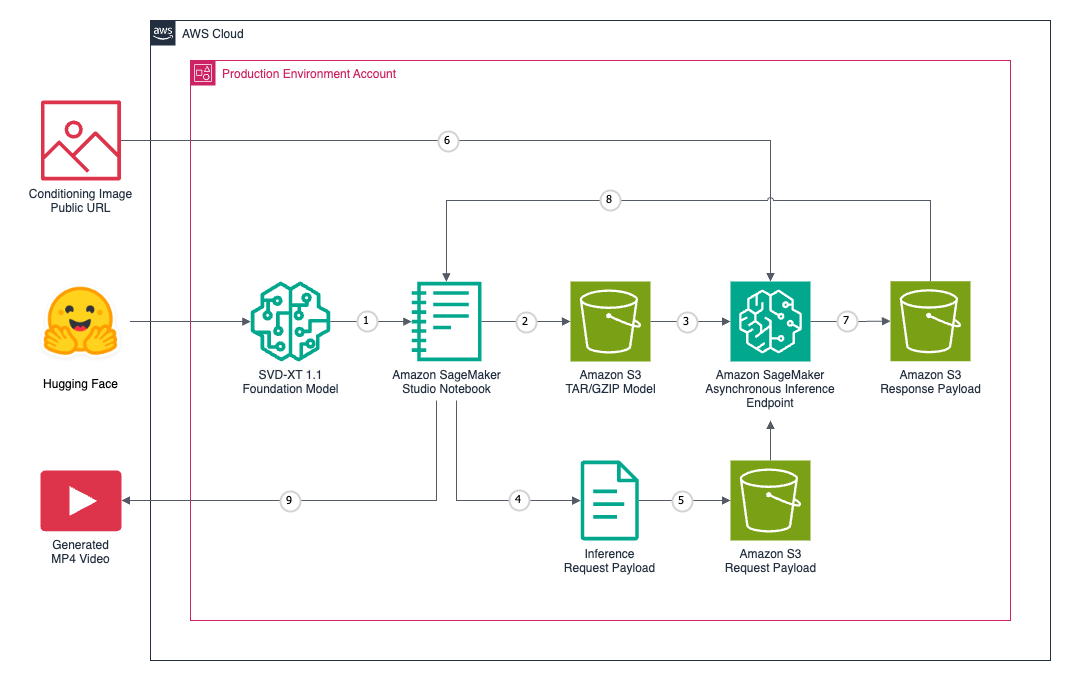 aws
AWS Cloud
Production Environment Account
6
Conditioning Image
Public URL
8
1
2
3
7
Hugging Face
SVD-XT 1.1
Foundation Model
Amazon SageMaker
Studio Notebook
Amazon S3
TAR/GZIP Model
Amazon SageMaker
Asynchronous Inference
Endpoint
Amazon S3
Response Payload
9
4
5
Generated
MP4 Video
Inference
Request Payload
Amazon S3
Request Payload